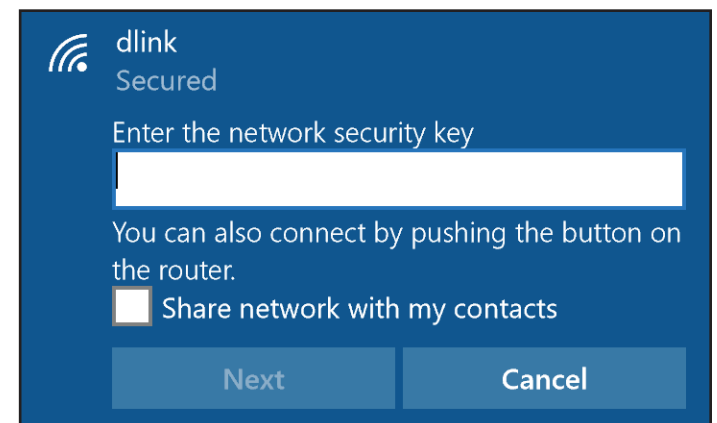 dlink
Secured
Enter the network security key
You can also connect by pushing the button on
the router.
Share network with my contacts
Next
Cancel